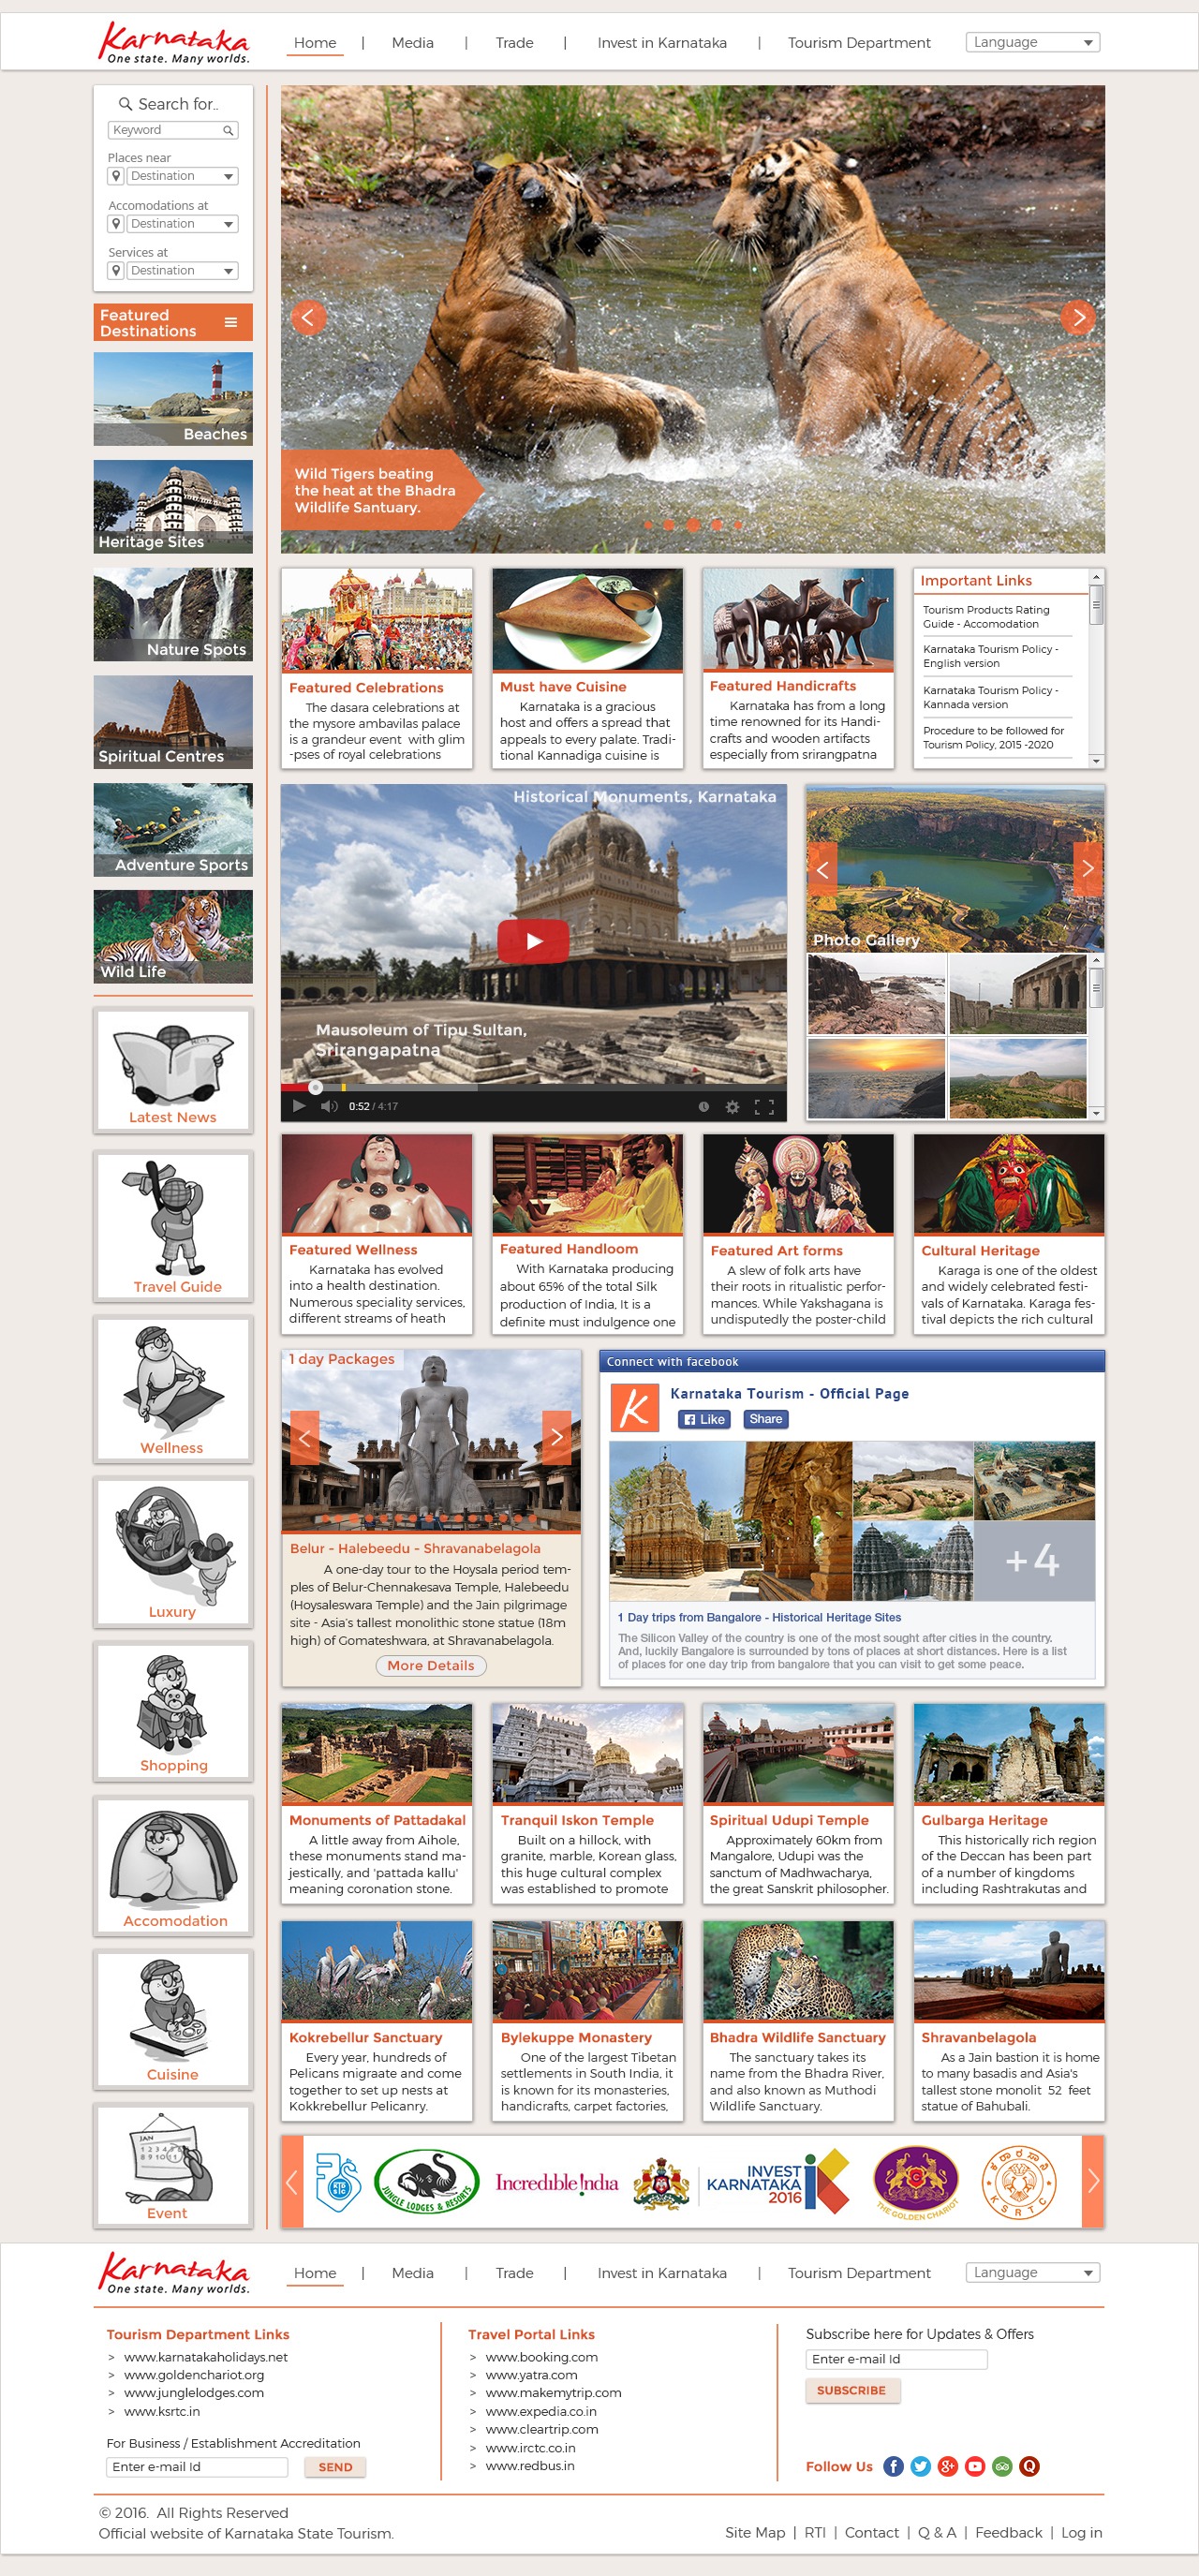 Karnataka
One state. Many worlds.
Home | Media | Trade | Invest in Karnataka | Tourism Department
Language
Search for..
Keyword
Places near
Destination
Accomodations at
Destination
Services at
Destination
Featured
Destinations
Beaches
Heritage Sites
Nature Spots
Spiritual Centres
Adventure Sports
Wild Life
Latest News
Travel Guide
Wellness
Luxury
Shopping
Accomodation
Cuisine
JAN
Event
Wild Tigers beating
the heat at the Bhadra
Wildlife Santuary.
Featured Celebrations
The dasara celebrations at
the mysore ambavilas palace
is a grandeur event with glim
-pses of royal celebrations
Must have Cuisine
Karnataka is a gracious
host and offers a spread that
appeals to every palate. Tradi-
tional Kannadiga cuisine is
Featured Handicrafts
Karnataka has from a long
time renowned for its Handi-
crafts and wooden artifacts
especially from srirangpatna
Important Links
Tourism Products Rating
Guide - Accomodation
Karnataka Tourism Policy -
English version
Karnataka Tourism Policy -
Kannada version
Procedure to be followed for
Tourism Policy, 2015 -2020
Historical Monuments, Karnataka
Mausoleum of Tipu Sultan,
Srirangapatna
0:52 / 4:17
Photo Gallery
Featured Wellness
Karnataka has evolved
into a health destination.
Numerous speciality services,
different streams of heath
Featured Handloom
With Karnataka producing
about 65% of the total Silk
production of India, It is a
definite must indulgence one
Featured Art forms
A slew of folk arts have
their roots in ritualistic perfor-
mances. While Yakshagana is
undisputedly the poster-child
Cultural Heritage
Karaga is one of the oldest
and widely celebrated festi-
vals of Karnataka. Karaga fes-
tival depicts the rich cultural
1 day Packages
Belur - Halebeedu - Shravanabelagola
A one-day tour to the Hoysala period tem-
ples of Belur-Chennakesava Temple, Halebeedu
(Hoysaleswara Temple) and the Jain pilgrimage
site - Asia's tallest monolithic stone statue (18m
high) of Gomateshwara, at Shravanabelagola.
More Details
Connect with facebook
Karnataka Tourism - Official Page
Like Share
+4
1 Day trips from Bangalore - Historical Heritage Sites
The Silicon Valley of the country is one of the most sought after cities in the country.
And, luckily Bangalore is surrounded by tons of places at short distances. Here is a list
of places for one day trip from bangalore that you can visit to get some peace.
Monuments of Pattadakal
A little away from Aihole,
these monuments stand ma-
jestically, and 'pattada kallu'
meaning coronation stone.
Tranquil Iskon Temple
Built on a hillock, with
granite, marble, Korean glass,
this huge cultural complex
was established to promote
Spiritual Udupi Temple
Approximately 60km from
Mangalore, Udupi was the
sanctum of Madhwacharya,
the great Sanskrit philosopher.
Gulbarga Heritage
This historically rich region
of the Deccan has been part
of a number of kingdoms
including Rashtrakutas and
Kokrebellur Sanctuary
Every year, hundreds of
Pelicans migraate and come
together to set up nests at
Kokkrebellur Pelicanry.
Bylekuppe Monastery
One of the largest Tibetan
settlements in South India, it
is known for its monasteries,
handicrafts, carpet factories,
Bhadra Wildlife Sanctuary
The sanctuary takes its
name from the Bhadra River,
and also known as Muthodi
Wildlife Sanctuary.
Shravanbelagola
As a Jain bastion it is home
to many basadis and Asia's
tallest stone monolit 52 feet
statue of Bahubali.
JUNGLE LODGES & RESORTS
Incredible !ndia
INVEST
KARNATAKA
2016
THE GOLDEN CHARIOT
KSRTC
Karnataka
One state. Many worlds.
Home | Media | Trade | Invest in Karnataka | Tourism Department
Language
Tourism Department Links
> www.karnatakaholidays.net
> www.goldenchariot.org
> www.junglelodges.com
> www.ksrtc.in
For Business / Establishment Accreditation
Enter e-mail Id
SEND
Travel Portal Links
> www.booking.com
> www.yatra.com
> www.makemytrip.com
> www.expedia.co.in
> www.cleartrip.com
> www.irctc.co.in
> www.redbus.in
Subscribe here for Updates & Offers
Enter e-mail Id
SUBSCRIBE
Follow Us
© 2016. All Rights Reserved
Official website of Karnataka State Tourism.
Site Map | RTI | Contact | Q & A | Feedback | Log in